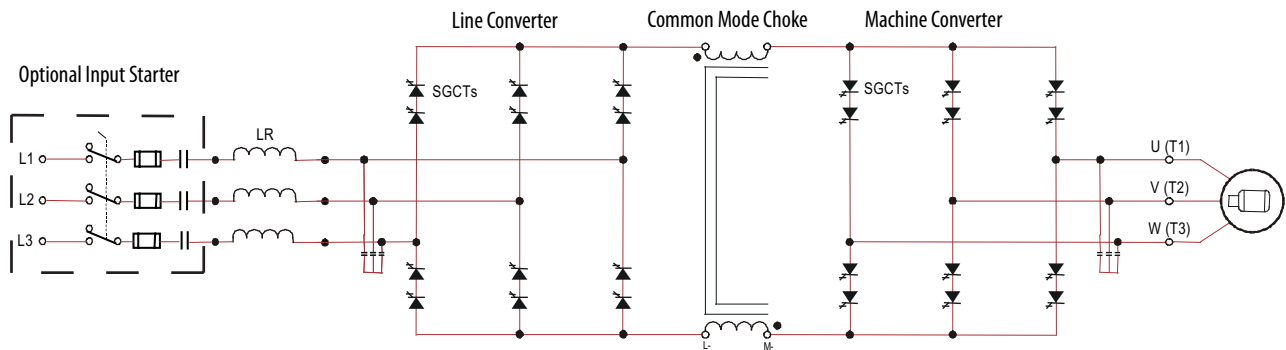 Line Converter
Common Mode Choke
Machine Converter
Optional Input Starter
SGCTs
SGCTs
LR
L1
L2
L3
U (T1)
V (T2)
W (T3)
L-
M-